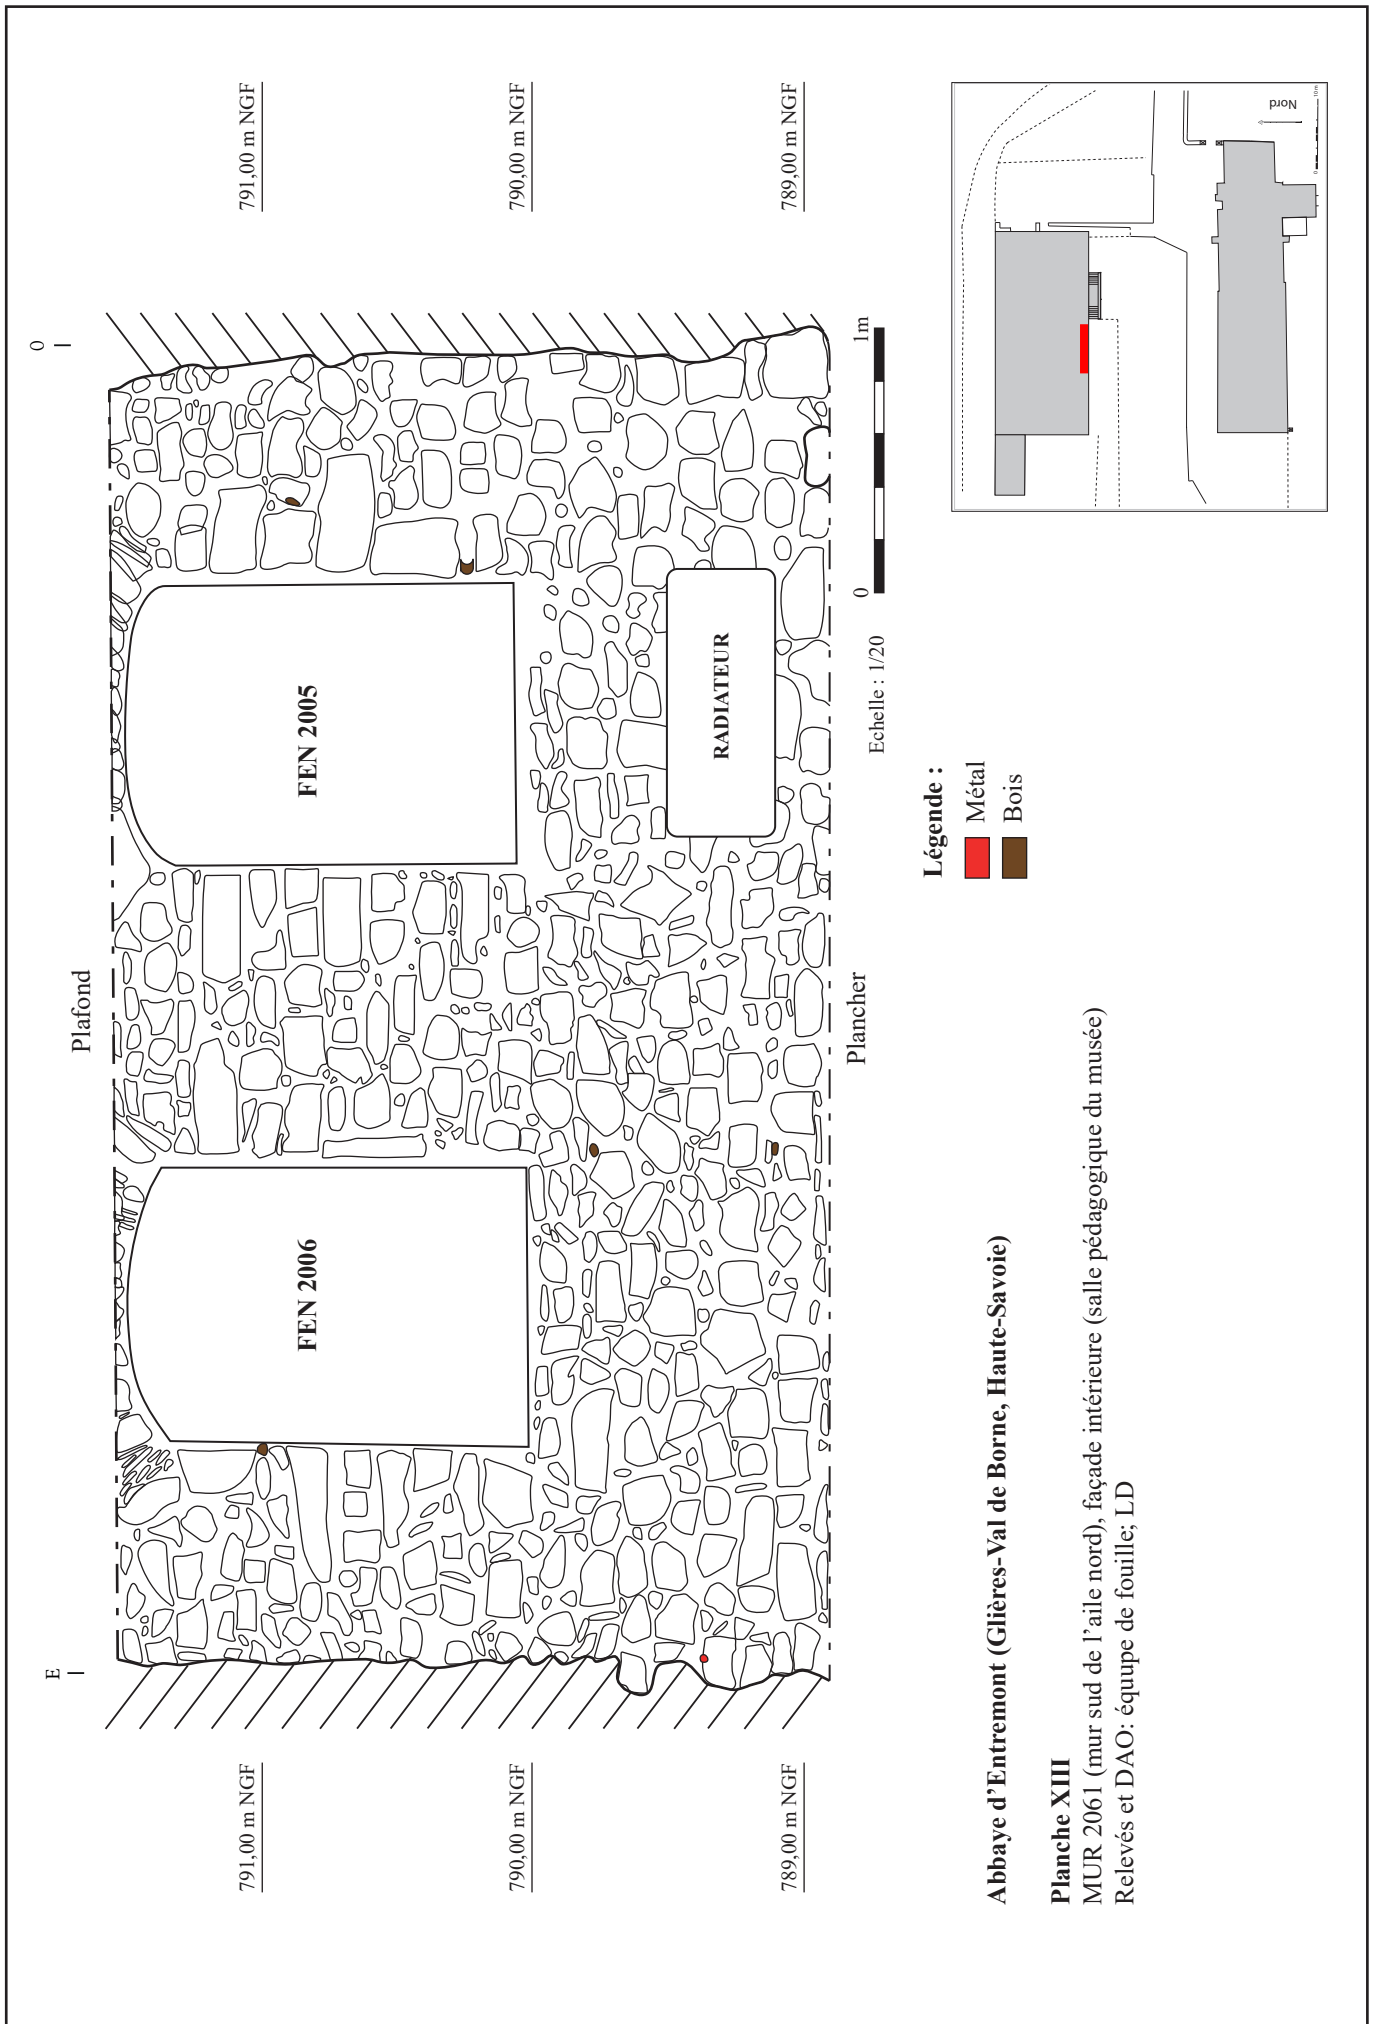 E
Plafond
O
791,00 m NGF
791,00 m NGF
FEN 2006
FEN 2005
790,00 m NGF
790,00 m NGF
RADIATEUR
789,00 m NGF
789,00 m NGF
Plancher
0
1m
Echelle : 1/20
Légende :
Métal
Bois
Abbaye d'Entremont (Glières-Val de Borne, Haute-Savoie)
Planche XIII
MUR 2061 (mur sud de l'aile nord), façade intérieure (salle pédagogique du musée)
Relevés et DAO: équupe de fouille; LD
Nord
0
10m